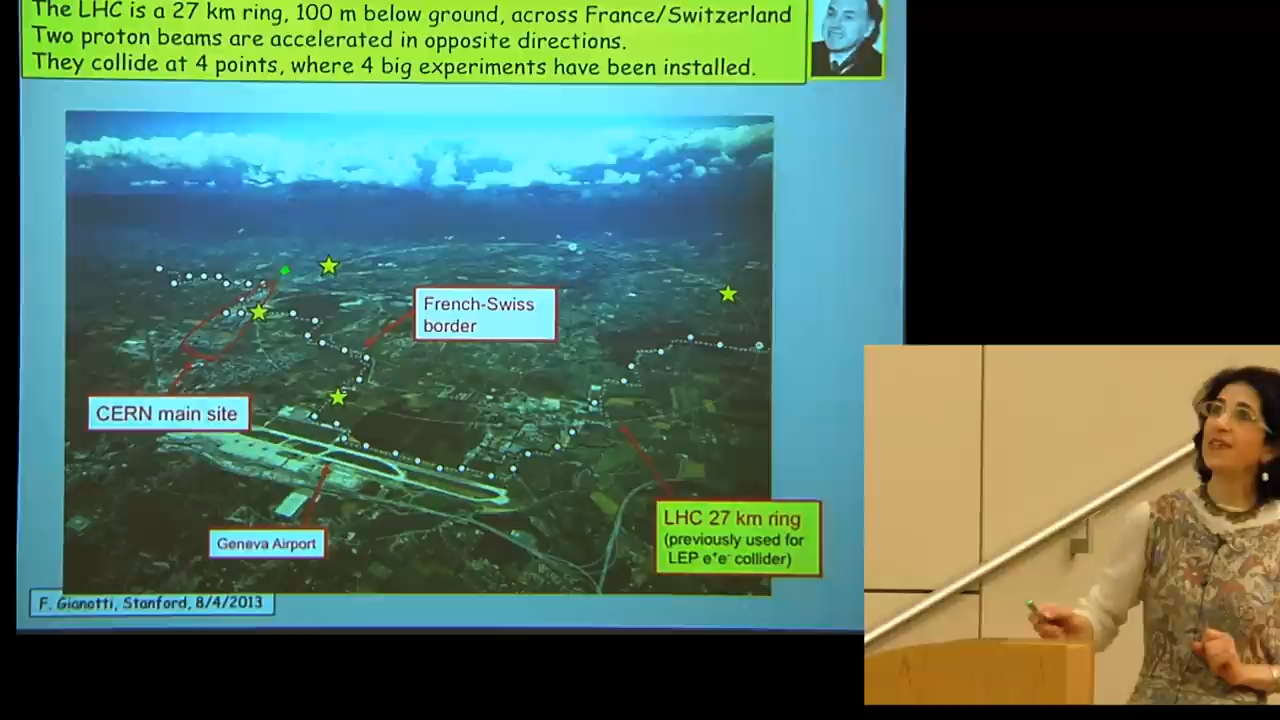 The LHC is a 27 km ring, 100 m below ground, across France/Switzerland
Two proton beams are accelerated in opposite directions.
They collide at 4 points, where 4 big experiments have been installed.
French-Swiss
border
CERN main site
LHC 27 km ring
(previously used for
LEP e⁺e⁻ collider)
Geneva Airport
F. Gianotti, Stanford, 8/4/2013